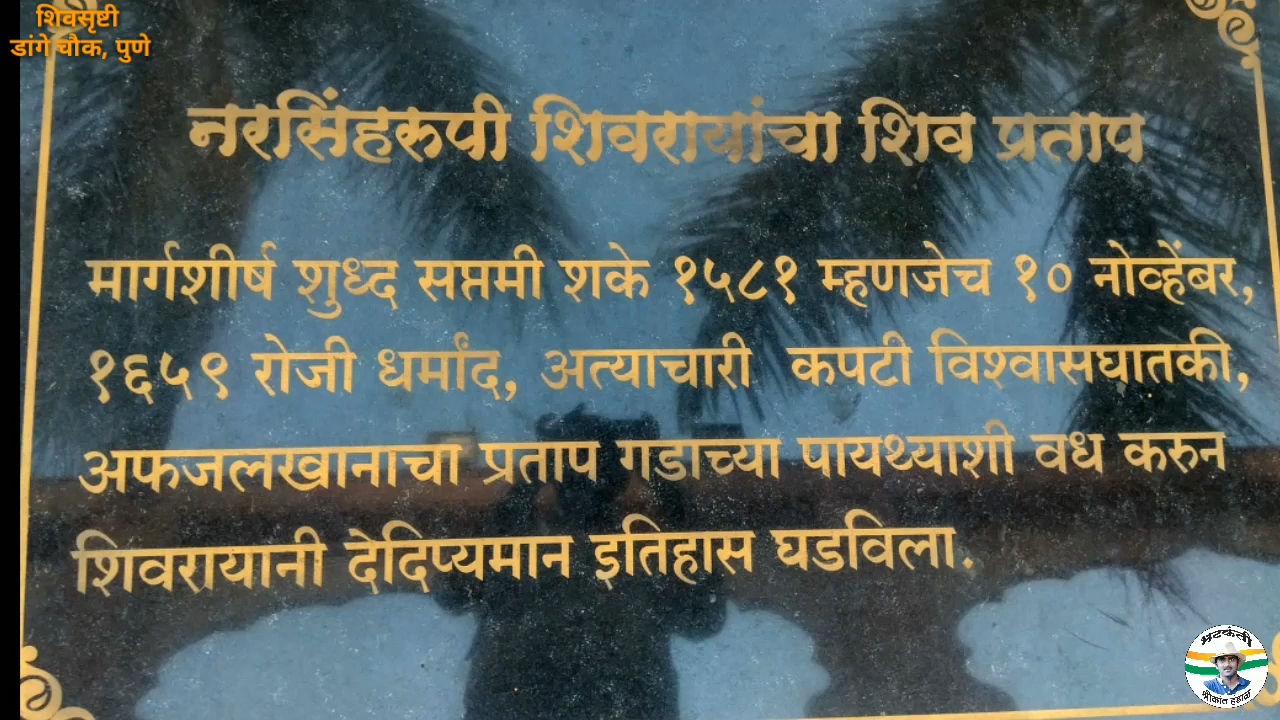 शिवसृष्टी
डांगे चौक, पुणे
नरसिंहरुपी शिवरायांचा शिव प्रताप
मार्गशीर्ष शुध्द सप्तमी शके १५८१ म्हणजेच १० नोव्हेंबर,
१६५९ रोजी धर्मांद, अत्याचारी कपटी विश्वासघातकी,
अफजलखानाचा प्रताप गडाच्या पायथ्याशी वध करुन
शिवरायानी देदिप्यमान इतिहास घडविला.
भटकंती